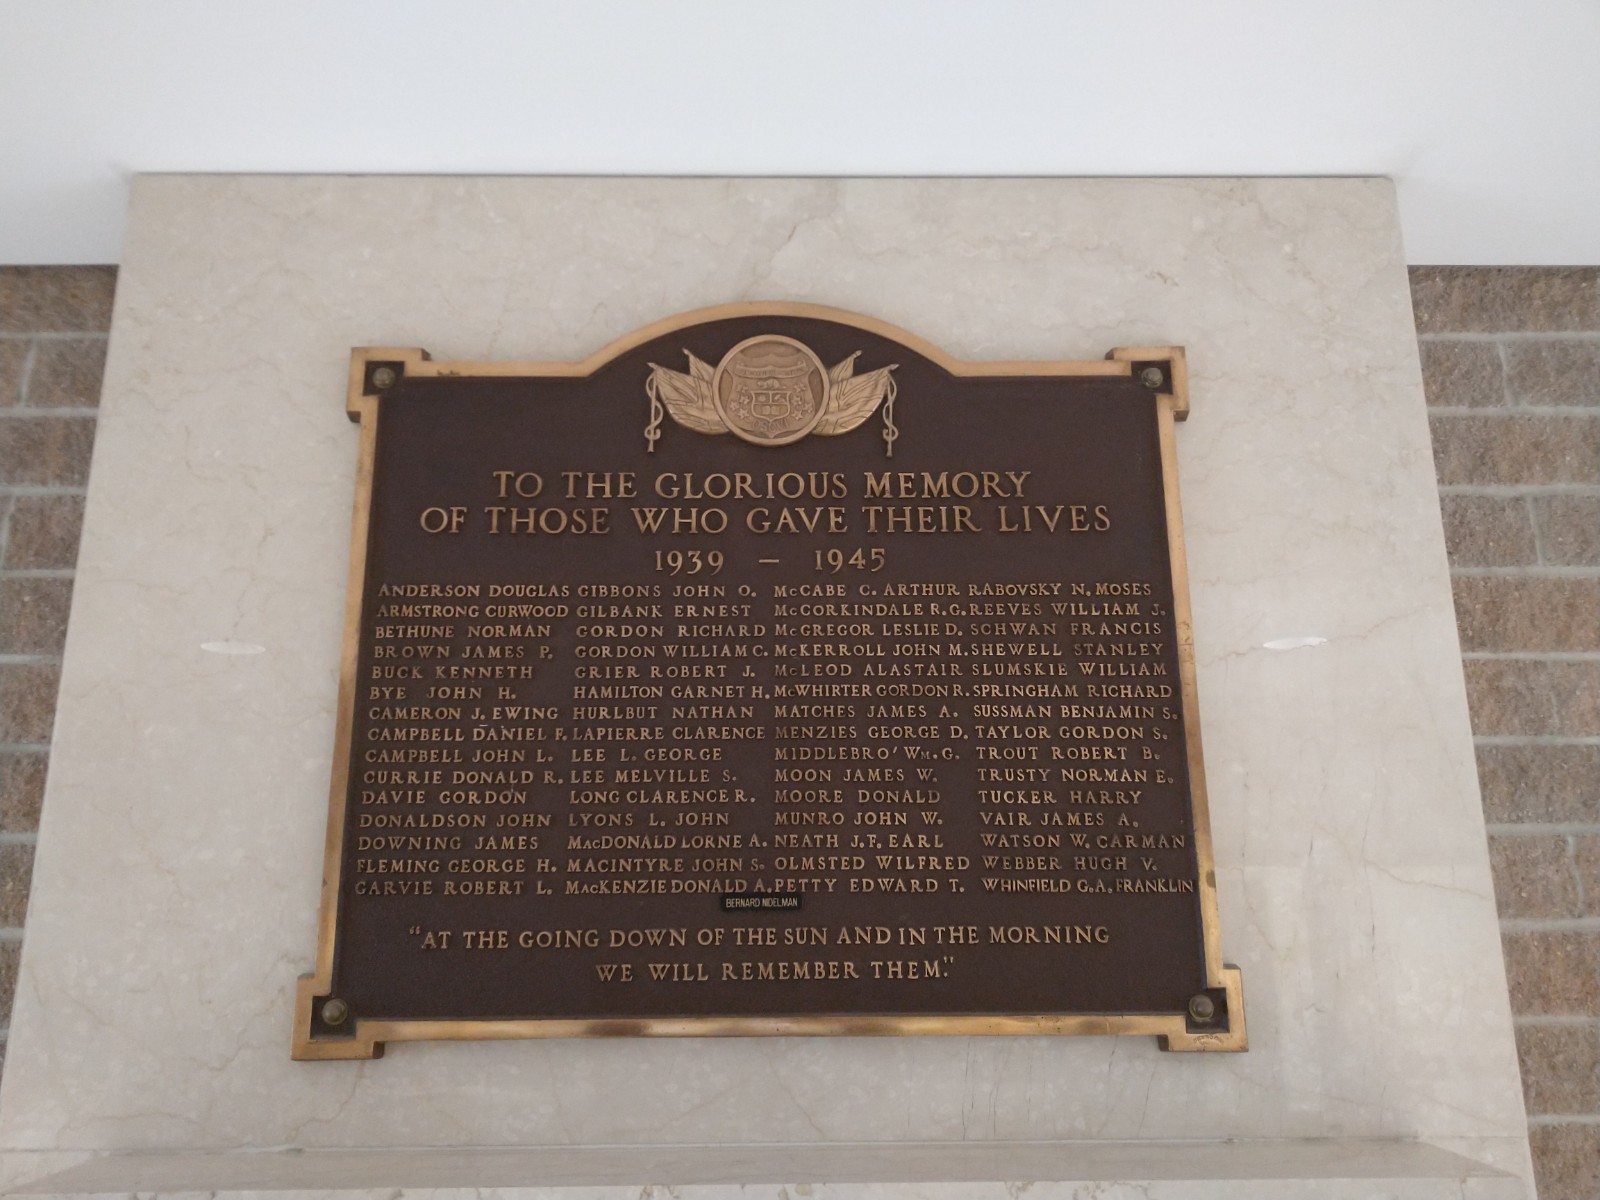 TO THE GLORIOUS MEMORY
OF THOSE WHO GAVE THEIR LIVES
1939 — 1945
ANDERSON DOUGLAS GIBBONS JOHN O. McCABE C. ARTHUR RABOVSKY N. MOSES
ARMSTRONG CURWOOD GILBANK ERNEST McCORKINDALE R.G. REEVES WILLIAM J.
BETHUNE NORMAN GORDON RICHARD McGREGOR LESLIE D. SCHWAN FRANCIS
BROWN JAMES P. GORDON WILLIAM C. McKERROLL JOHN M. SHEWELL STANLEY
BUCK KENNETH GRIER ROBERT J. McLEOD ALASTAIR SLUMSKIE WILLIAM
BYE JOHN H. HAMILTON GARNET H. McWHIRTER GORDON R. SPRINGHAM RICHARD
CAMERON J. EWING HURLBUT NATHAN MATCHES JAMES A. SUSSMAN BENJAMIN S.
CAMPBELL DANIEL F. LAPIERRE CLARENCE MENZIES GEORGE D. TAYLOR GORDON S.
CAMPBELL JOHN L. LEE L. GEORGE MIDDLEBRO' WM. G. TROUT ROBERT B.
CURRIE DONALD R. LEE MELVILLE S. MOON JAMES W. TRUSTY NORMAN E.
DAVIE GORDON LONG CLARENCE R. MOORE DONALD TUCKER HARRY
DONALDSON JOHN LYONS L. JOHN MUNRO JOHN W. VAIR JAMES A.
DOWNING JAMES MacDONALD LORNE A. NEATH J.F. EARL WATSON W. CARMAN
FLEMING GEORGE H. MACINTYRE JOHN S. OLMSTED WILFRED WEBBER HUGH V.
GARVIE ROBERT L. MacKENZIE DONALD A. PETTY EDWARD T. WHINFIELD G.A. FRANKLIN
BERNARD NIDELMAN
"AT THE GOING DOWN OF THE SUN AND IN THE MORNING
WE WILL REMEMBER THEM."